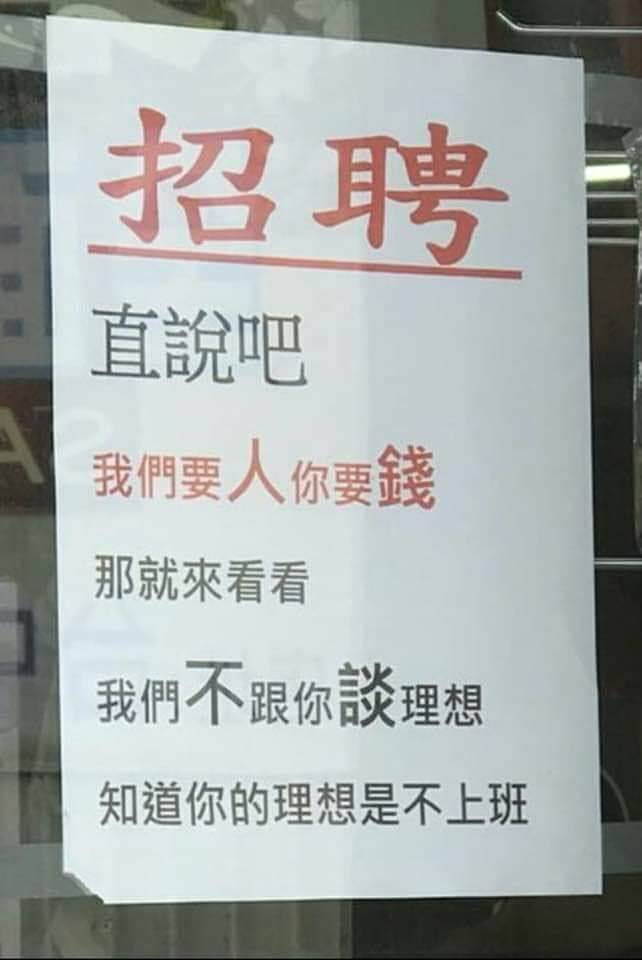 招聘
直說吧
我們要人你要錢
那就來看看
我們不跟你談理想
知道你的理想是不上班